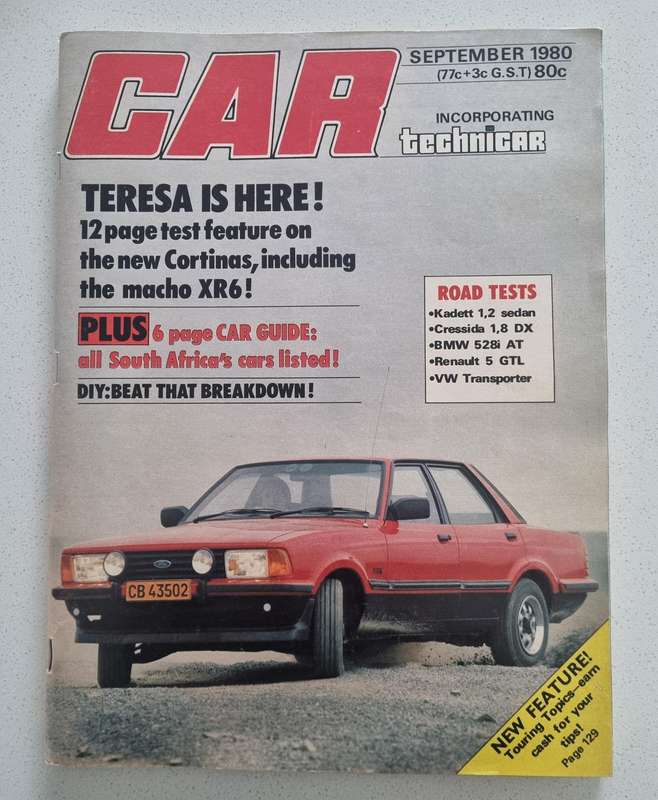 CAR
SEPTEMBER 1980
(77c+3c G.S.T) 80c
INCORPORATING
technicar
TERESA IS HERE!
12 page test feature on
the new Cortinas, including
the macho XR6!
PLUS 6 page CAR GUIDE:
all South Africa's cars listed!
DIY: BEAT THAT BREAKDOWN!
ROAD TESTS
•Kadett 1,2 sedan
•Cressida 1,8 DX
•BMW 528i AT
•Renault 5 GTL
•VW Transporter
Ford
CB 43502
NEW FEATURE!
Touring Topics—earn
cash for your
tips!
Page 129